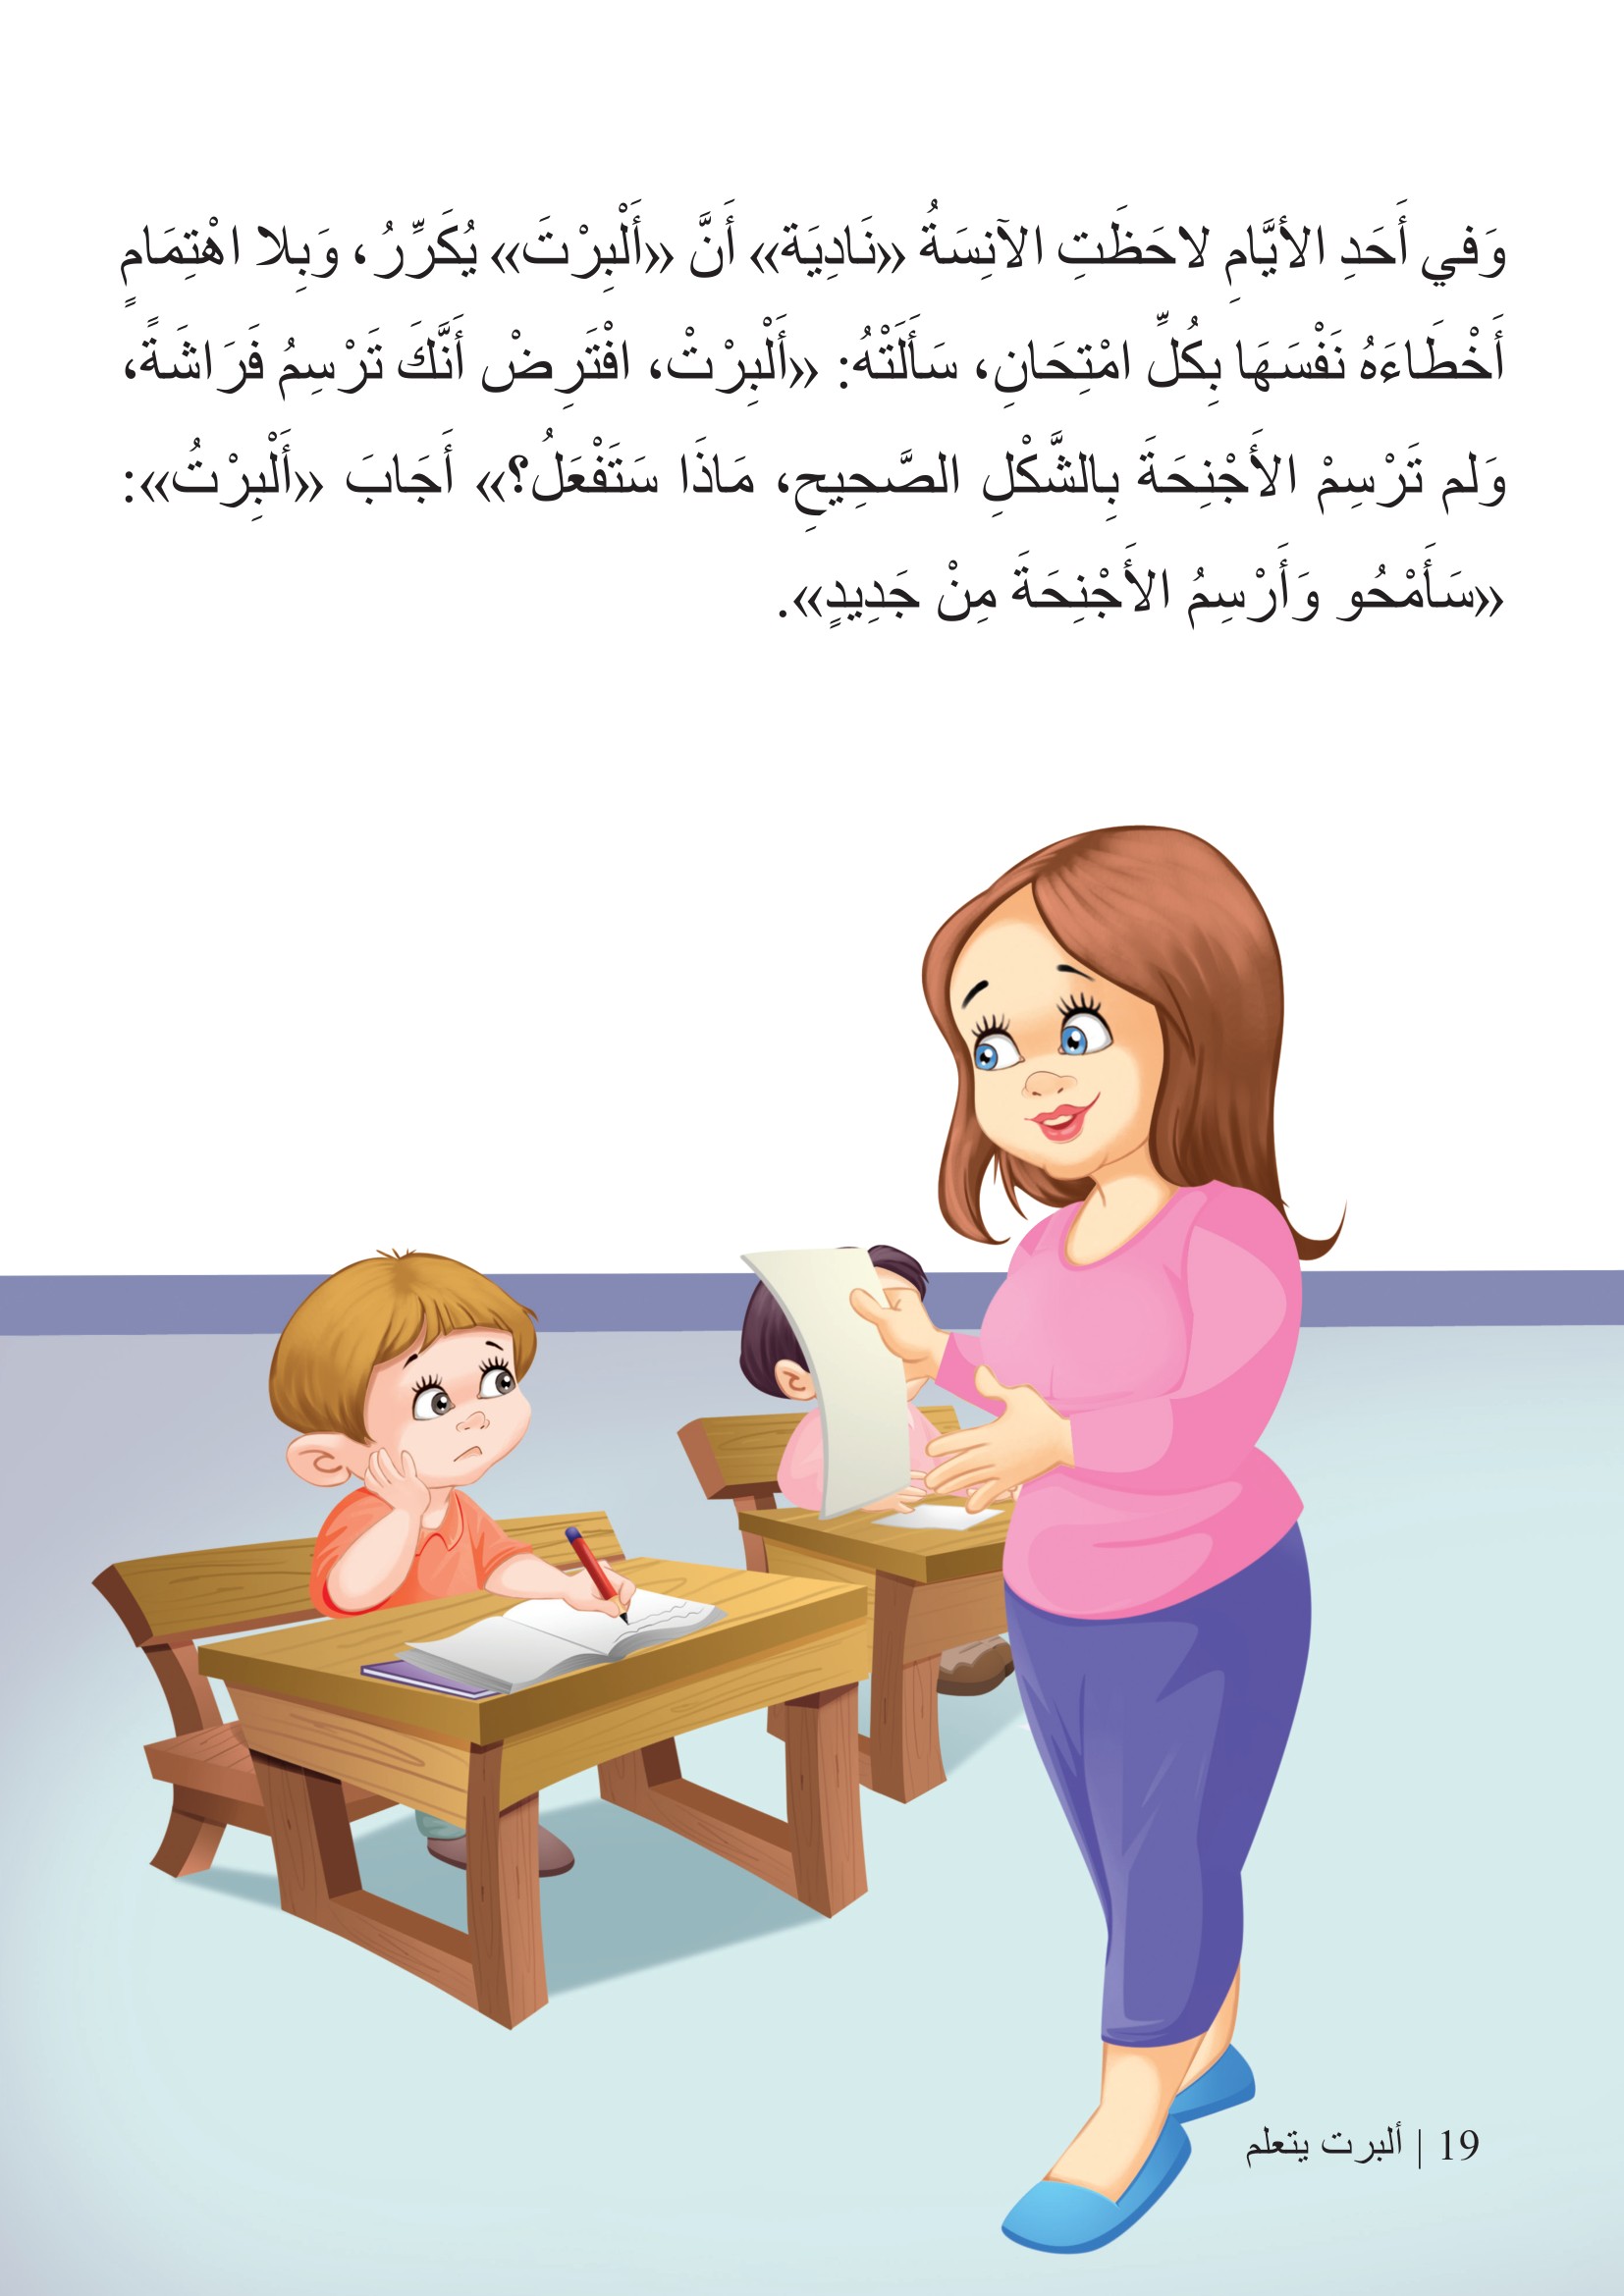 وَفي أَحَدِ الأيَّامِ لاحَظَتِ الآنِسَةُ «نَادِيَة» أَنَّ «أَلْبِرْتَ» يُكَرِّرُ، وَبِلا اهْتِمَامٍ
أَخْطَاءَهُ نَفْسَهَا بِكُلِّ امْتِحَانِ، سَأَلَتْهُ: «أَلْبِرْتْ، افْتَرِضْ أَنَّكَ تَرْسِمُ فَرَاشَةً،
وَلم تَرْسِمْ الأَجْنِحَةَ بِالشَّكْلِ الصَّحِيحِ، مَاذَا سَتَفْعَلُ؟» أَجَابَ «أَلْبِرْتُ»:
«سَأَمْحُو وَأَرْسِمُ الأَجْنِحَةَ مِنْ جَدِيدٍ».
19 | ألبرت يتعلم